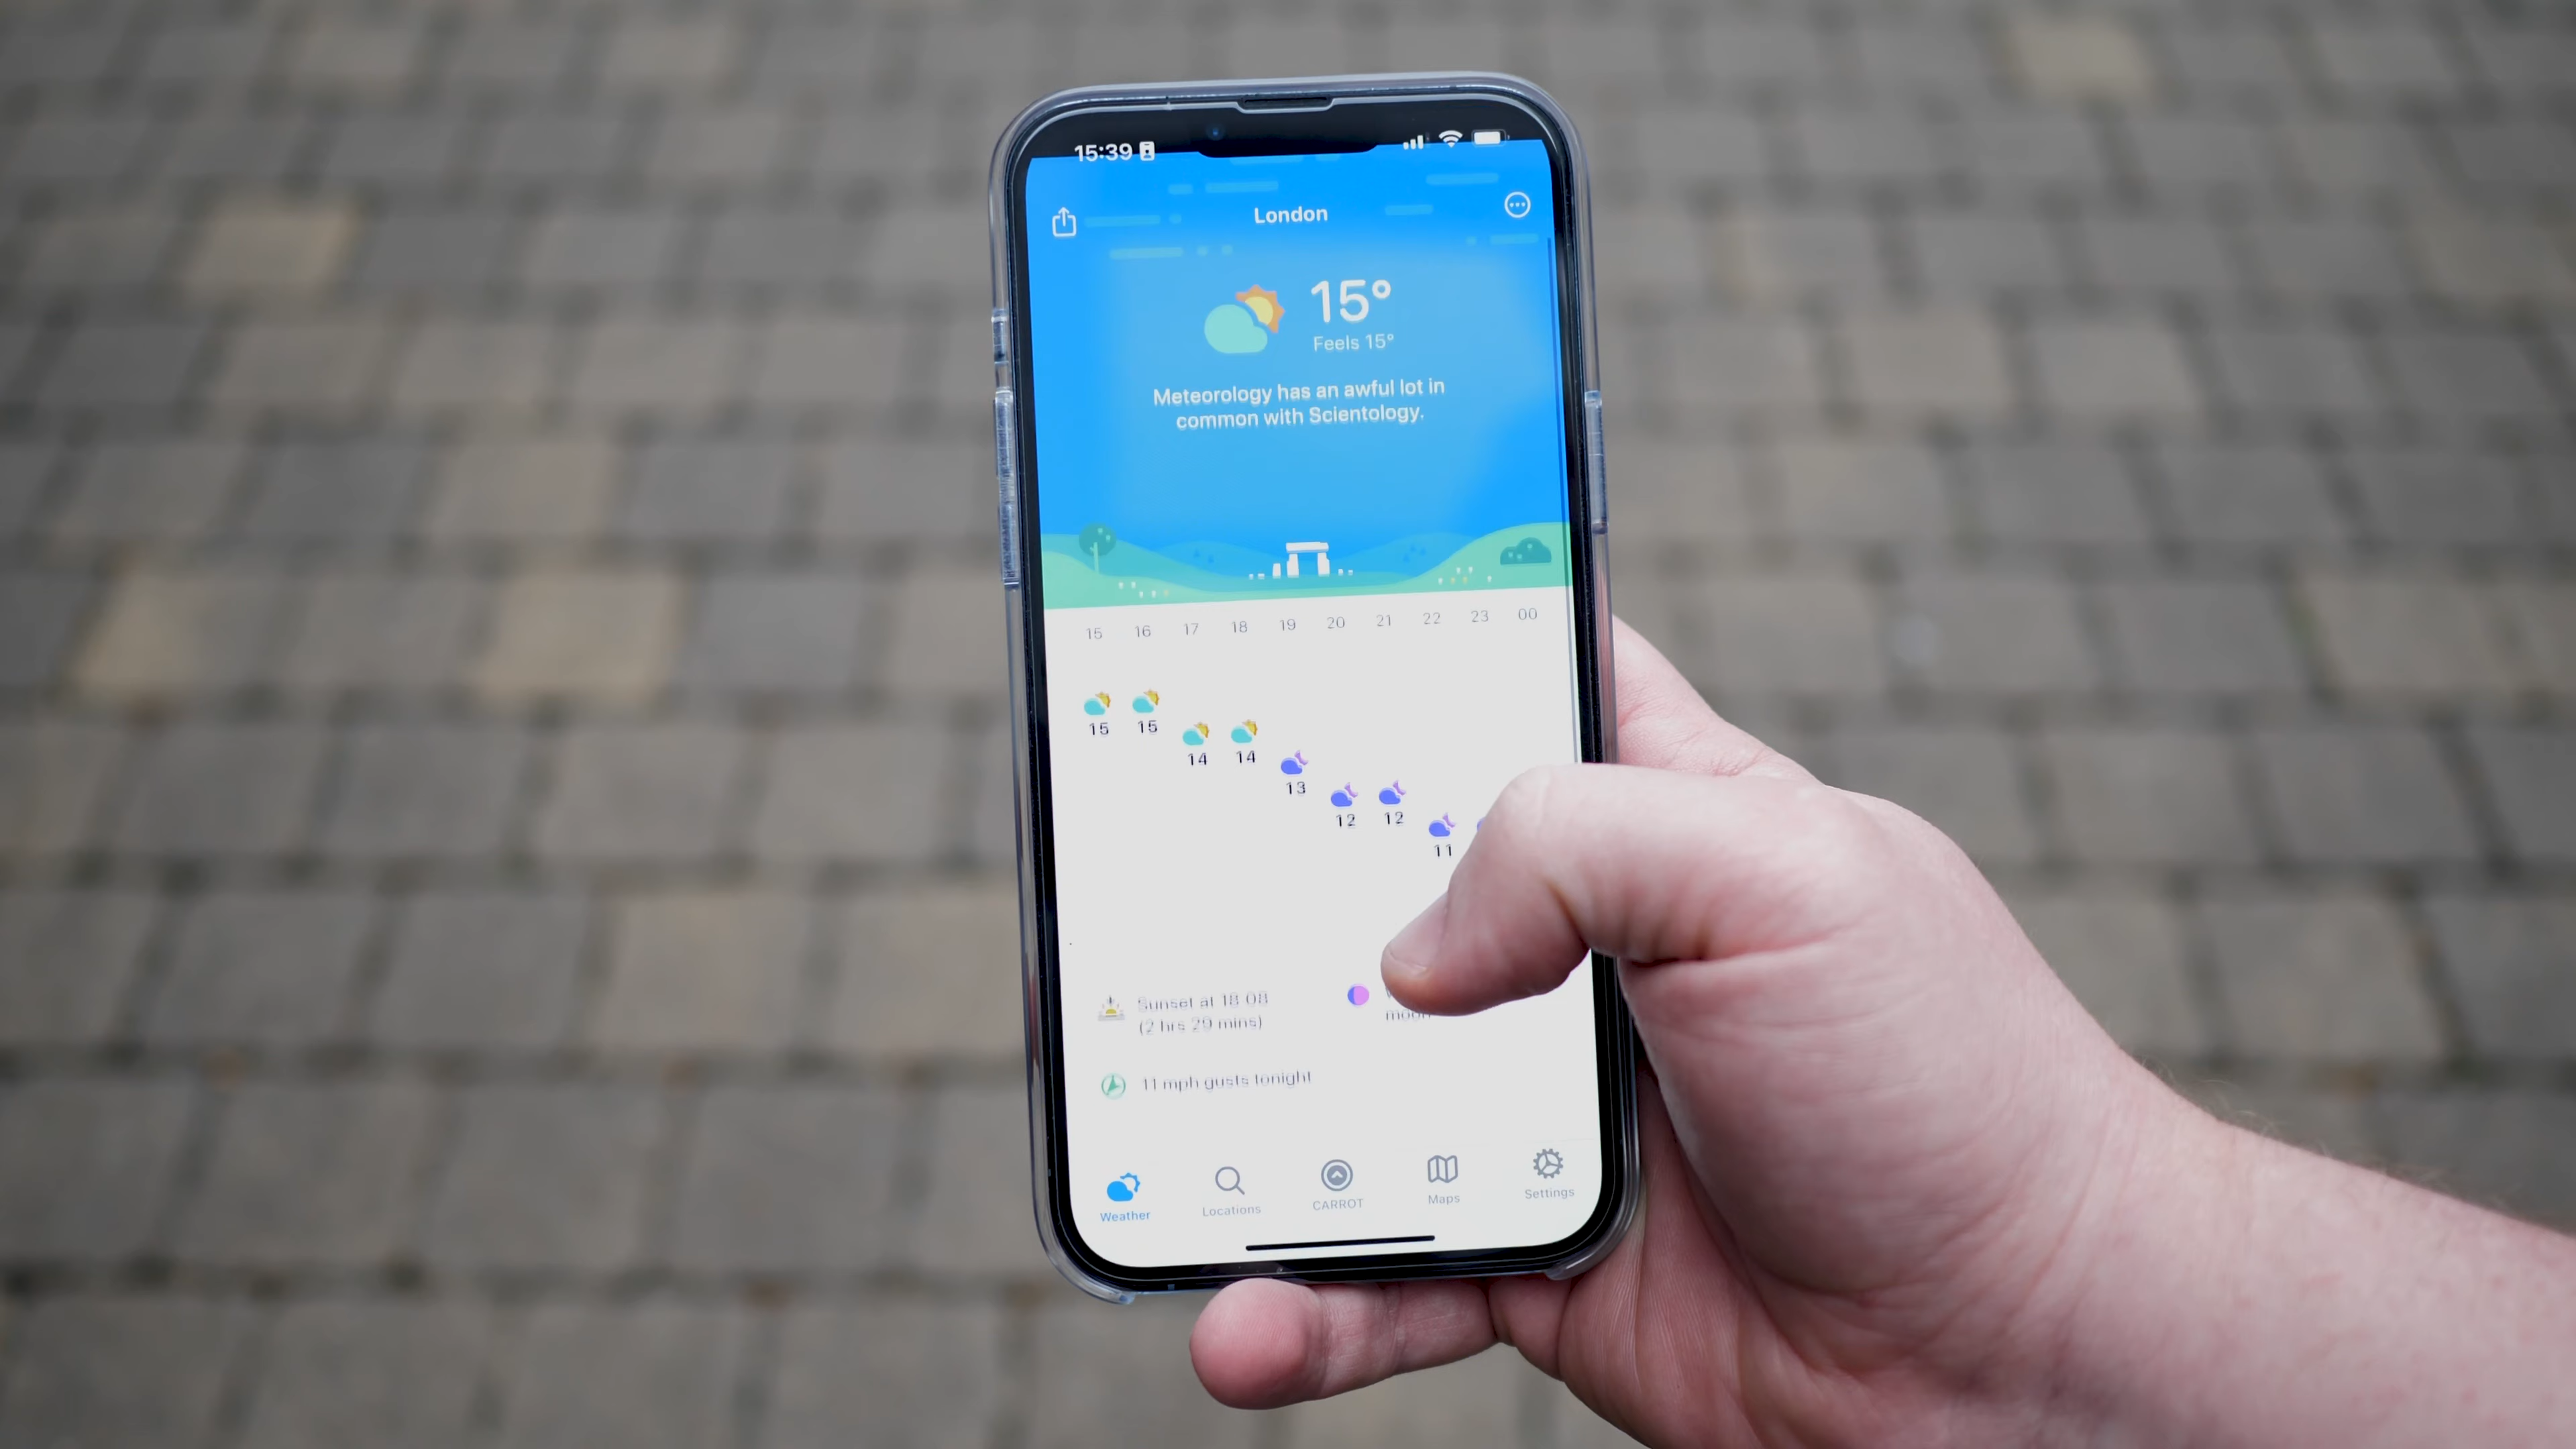 15:39
London
15°
Feels 15°
Meteorology has an awful lot in
common with Scientology.
15 16 17 18 19 20 21 22 23 00
15 15
14 14
13
12 12
11
Sunset at 18:08
(2 hrs 29 mins)
moon
11 mph gusts tonight
Weather Locations CARROT Maps Settings